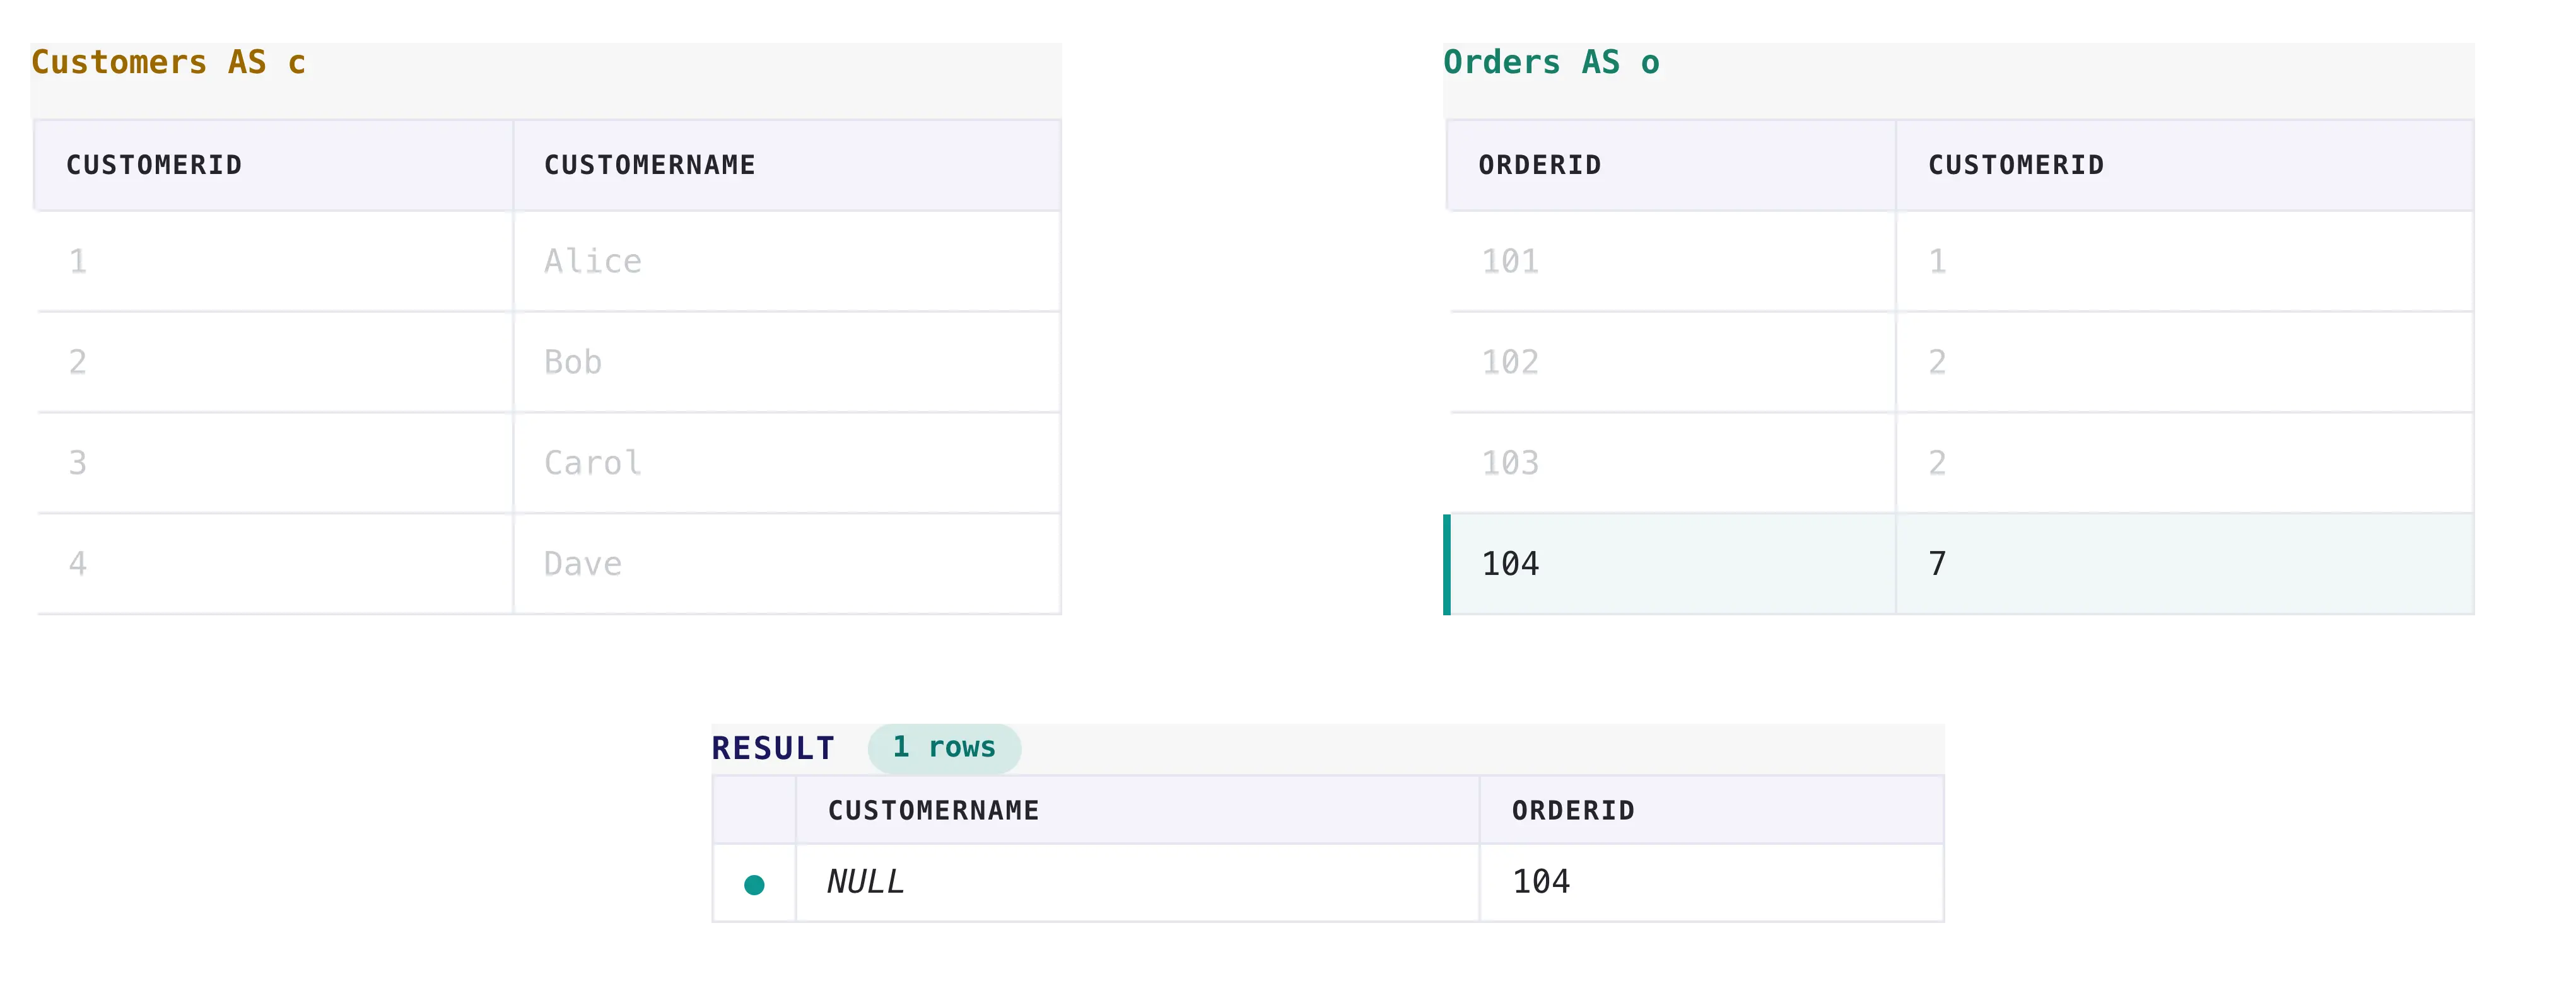 Customers AS c
CUSTOMERID CUSTOMERNAME
1 Alice
2 Bob
3 Carol
4 Dave
Orders AS o
ORDERID CUSTOMERID
101 1
102 2
103 2
104 7
RESULT 1 rows
CUSTOMERNAME ORDERID
NULL 104